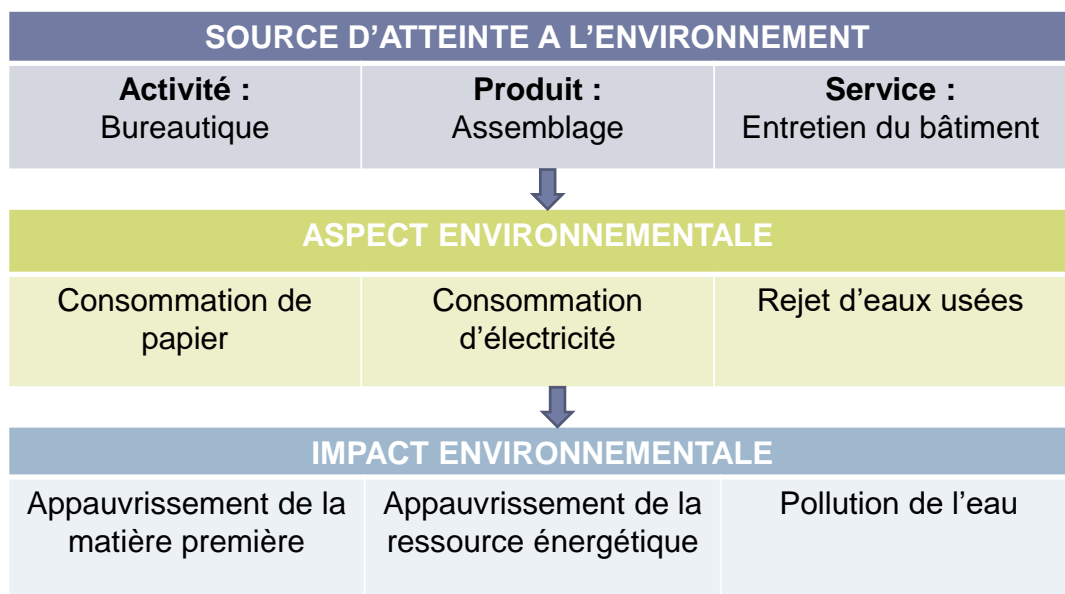 SOURCE D’ATTEINTE A L’ENVIRONNEMENT
Activité :
Bureautique
Produit :
Assemblage
Service :
Entretien du bâtiment
ASPECT ENVIRONNEMENTALE
Consommation de
papier
Consommation
d’électricité
Rejet d’eaux usées
IMPACT ENVIRONNEMENTALE
Appauvrissement de la
matière première
Appauvrissement de la
ressource énergétique
Pollution de l’eau